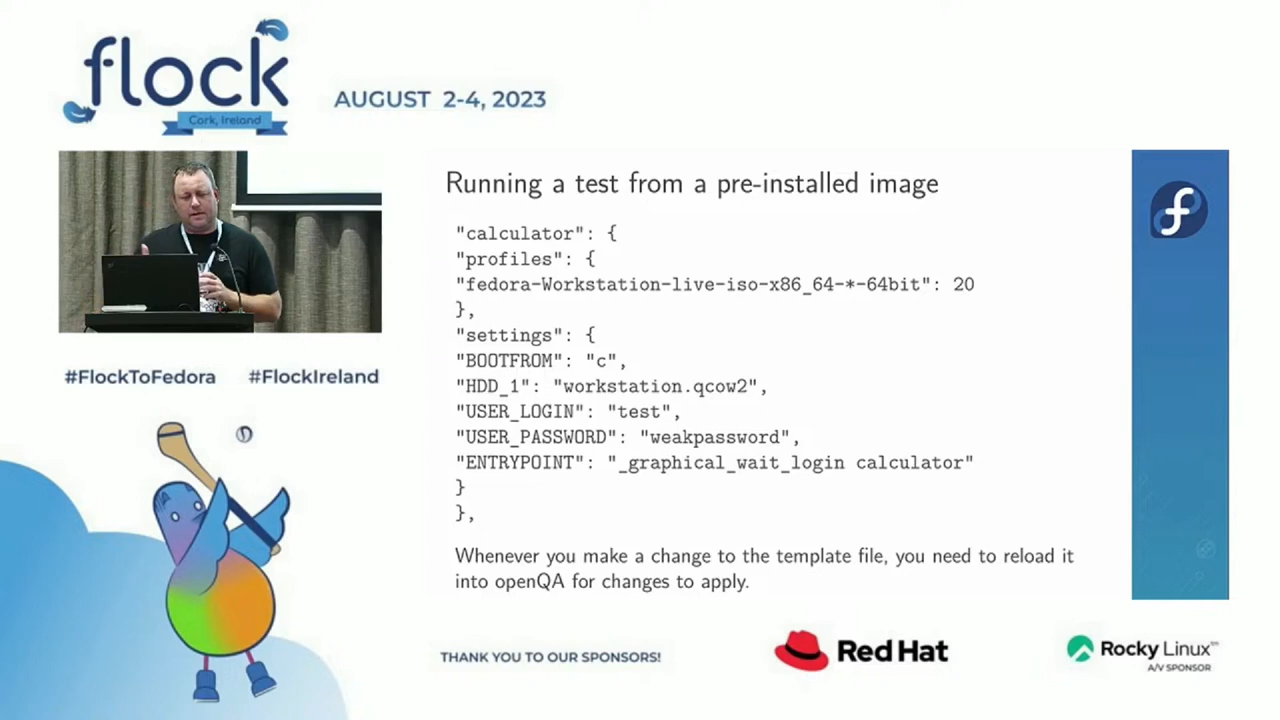 flock
Cork, Ireland
AUGUST 2-4, 2023
Running a test from a pre-installed image
"calculator": {
"profiles": {
"fedora-Workstation-live-iso-x86_64-*-64bit": 20
},
"settings": {
"BOOTFROM": "c",
"HDD_1": "workstation.qcow2",
"USER_LOGIN": "test",
"USER_PASSWORD": "weakpassword",
"ENTRYPOINT": "_graphical_wait_login calculator"
}
},
Whenever you make a change to the template file, you need to reload it
into openQA for changes to apply.
#FlockToFedora #FlockIreland
THANK YOU TO OUR SPONSORS!
Red Hat
Rocky Linux™
A/V SPONSOR